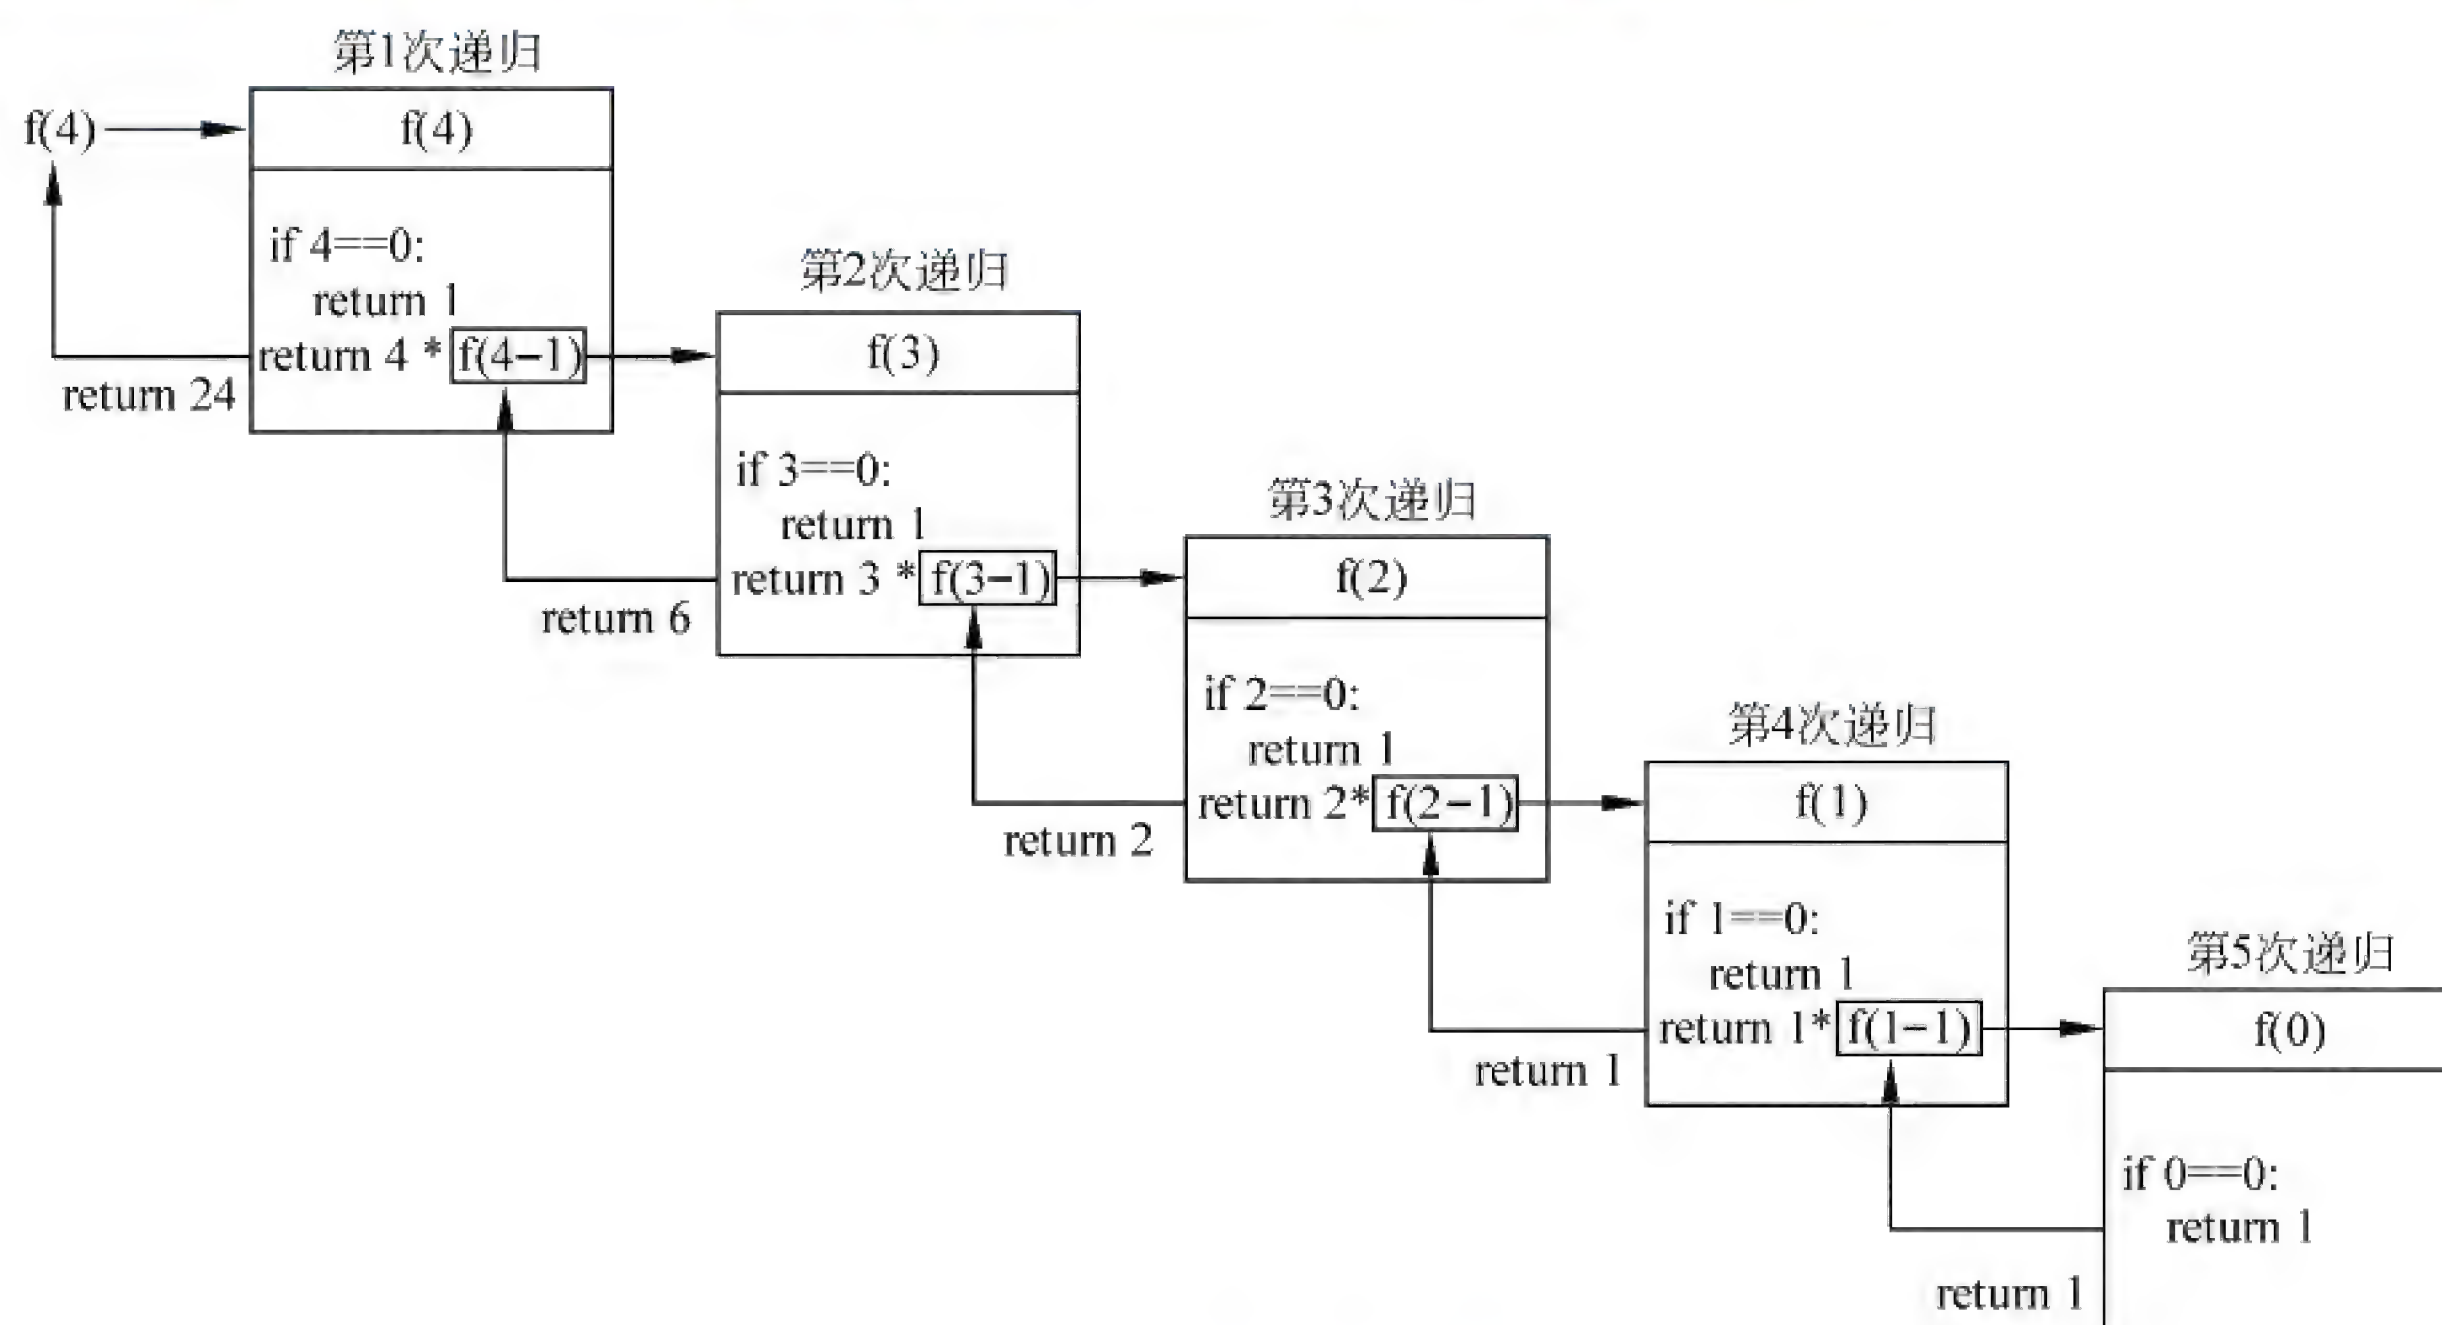 第1次递归
f(4)
f(4)
if 4==0:
return 1
return 4 * f(4−1)
return 24
第2次递归
f(3)
if 3==0:
return 1
return 3 * f(3−1)
return 6
第3次递归
f(2)
if 2==0:
return 1
return 2* f(2−1)
return 2
第4次递归
f(1)
if 1==0:
return 1
return 1* f(1−1)
return 1
第5次递归
f(0)
if 0==0:
return 1
return 1